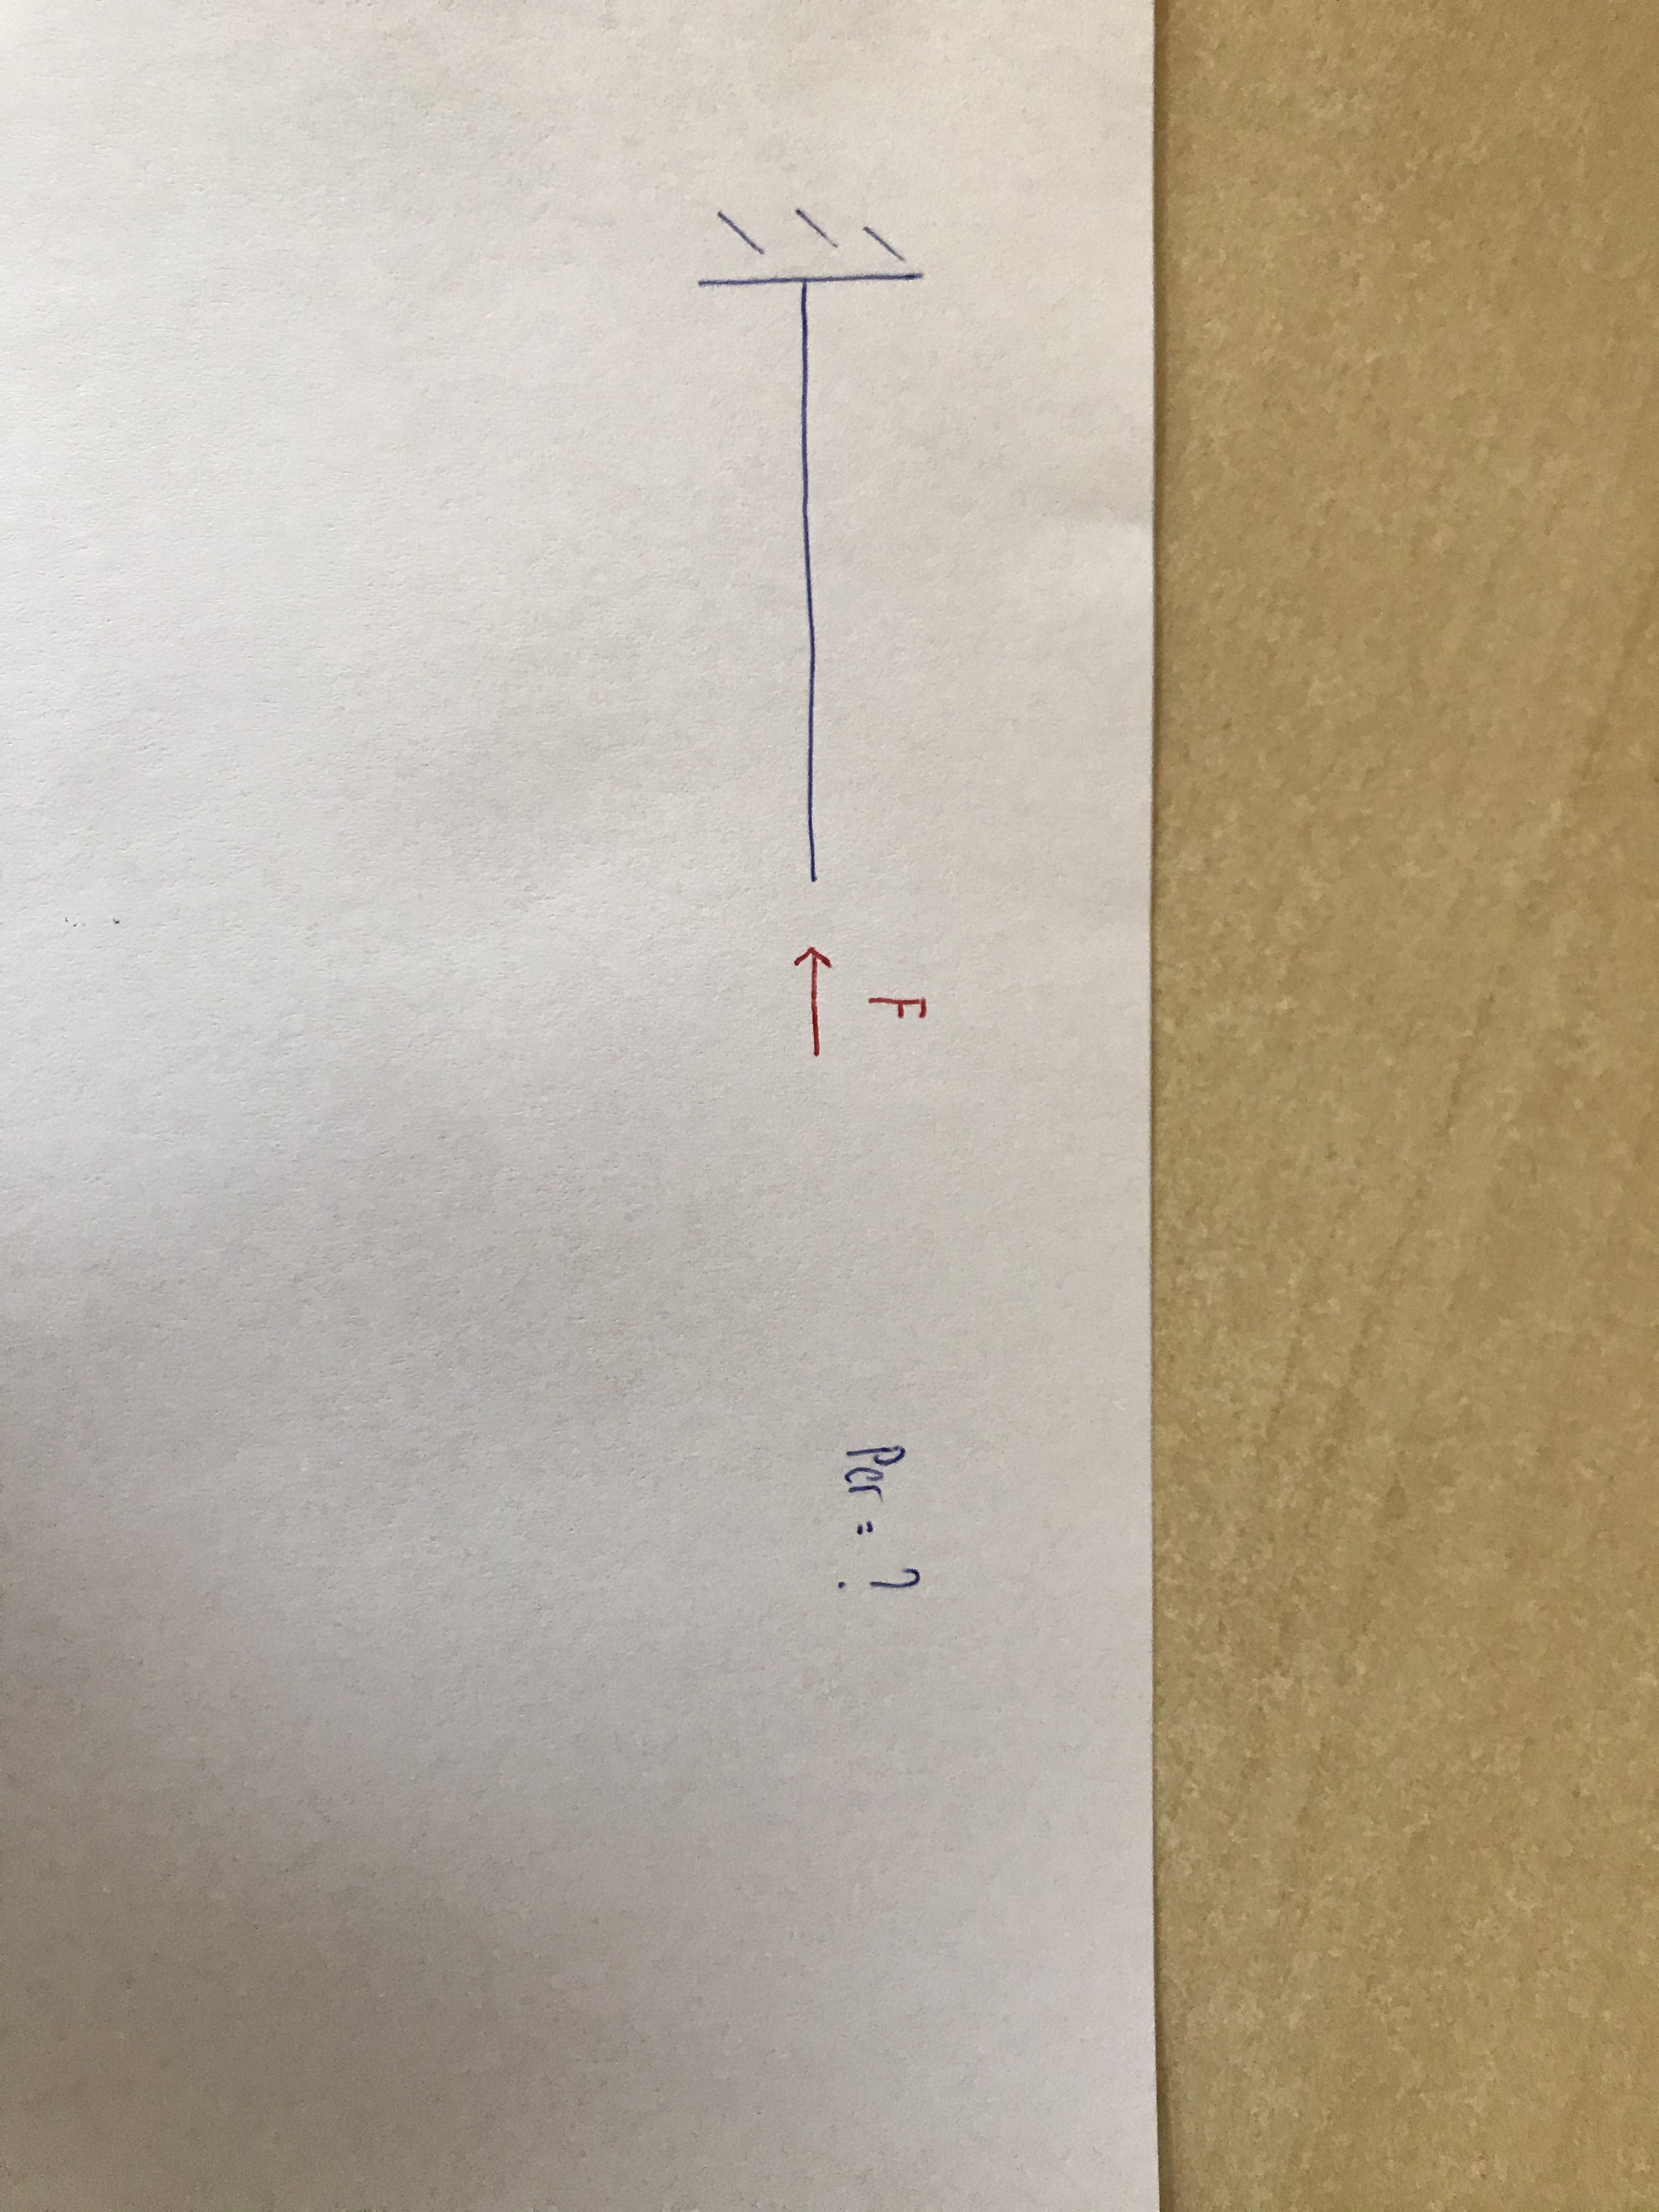 F
Pcr = ?